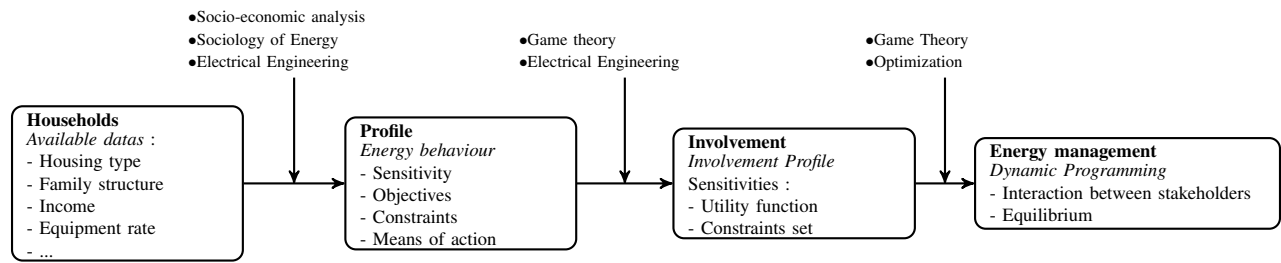 ●Socio-economic analysis
●Sociology of Energy
●Electrical Engineering
●Game theory
●Electrical Engineering
●Game Theory
●Optimization
Households
Available datas :
- Housing type
- Family structure
- Income
- Equipment rate
- ...
Profile
Energy behaviour
- Sensitivity
- Objectives
- Constraints
- Means of action
Involvement
Involvement Profile
Sensitivities :
- Utility function
- Constraints set
Energy management
Dynamic Programming
- Interaction between stakeholders
- Equilibrium